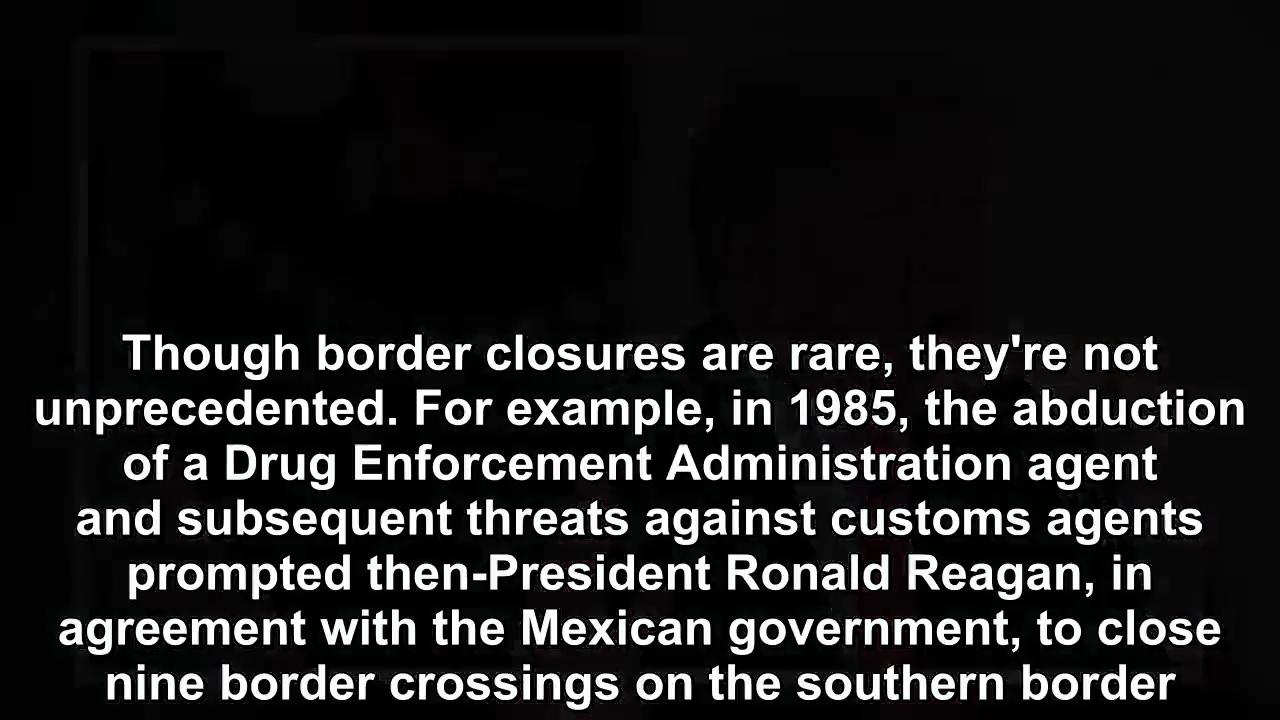 Though border closures are rare, they're not
unprecedented. For example, in 1985, the abduction
of a Drug Enforcement Administration agent
and subsequent threats against customs agents
prompted then-President Ronald Reagan, in
agreement with the Mexican government, to close
nine border crossings on the southern border